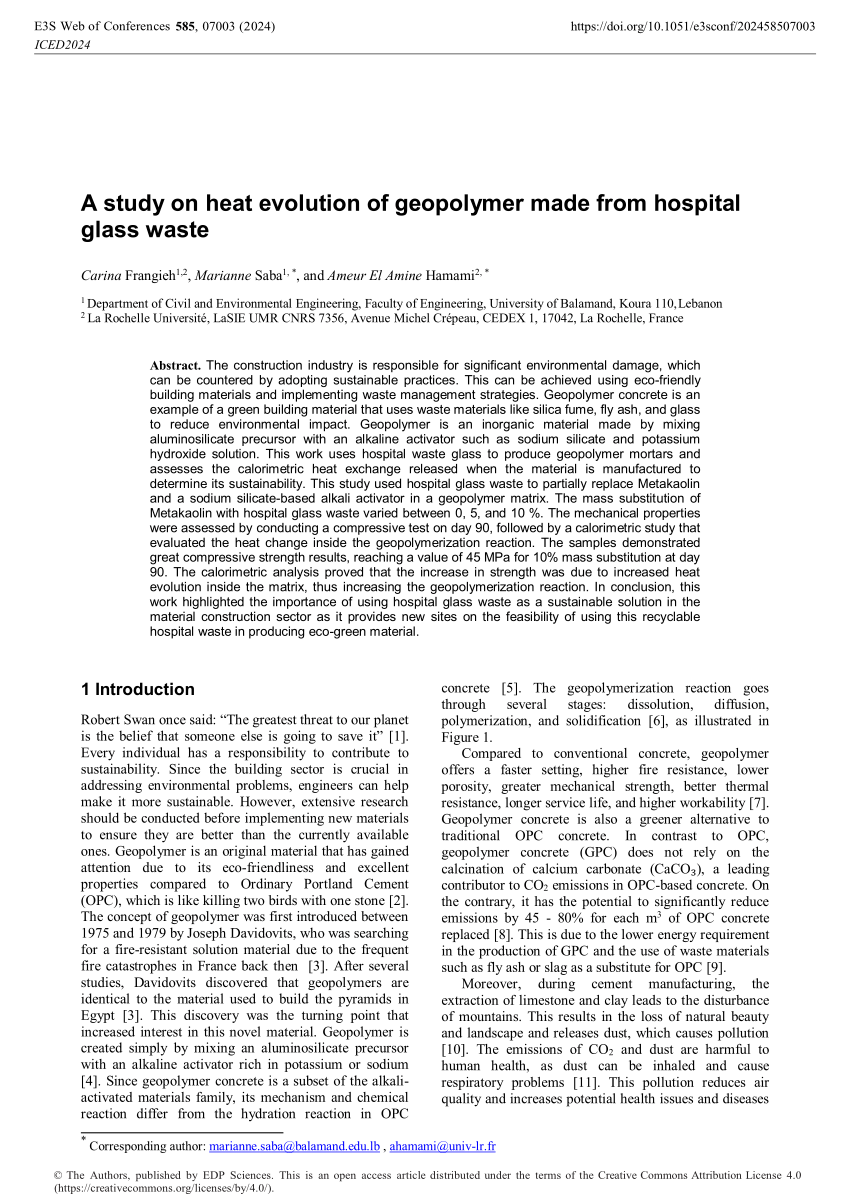 E3S Web of Conferences 585, 07003 (2024)
ICED2024
https://doi.org/10.1051/e3sconf/202458507003
A study on heat evolution of geopolymer made from hospital
glass waste
Carina Frangieh1,2, Marianne Saba1, *, and Ameur El Amine Hamami2, *
1 Department of Civil and Environmental Engineering, Faculty of Engineering, University of Balamand, Koura 110, Lebanon
2 La Rochelle Université, LaSIE UMR CNRS 7356, Avenue Michel Crépeau, CEDEX 1, 17042, La Rochelle, France
Abstract. The construction industry is responsible for significant environmental damage, which
can be countered by adopting sustainable practices. This can be achieved using eco-friendly
building materials and implementing waste management strategies. Geopolymer concrete is an
example of a green building material that uses waste materials like silica fume, fly ash, and glass
to reduce environmental impact. Geopolymer is an inorganic material made by mixing
aluminosilicate precursor with an alkaline activator such as sodium silicate and potassium
hydroxide solution. This work uses hospital waste glass to produce geopolymer mortars and
assesses the calorimetric heat exchange released when the material is manufactured to
determine its sustainability. This study used hospital glass waste to partially replace Metakaolin
and a sodium silicate-based alkali activator in a geopolymer matrix. The mass substitution of
Metakaolin with hospital glass waste varied between 0, 5, and 10 %. The mechanical properties
were assessed by conducting a compressive test on day 90, followed by a calorimetric study that
evaluated the heat change inside the geopolymerization reaction. The samples demonstrated
great compressive strength results, reaching a value of 45 MPa for 10% mass substitution at day
90. The calorimetric analysis proved that the increase in strength was due to increased heat
evolution inside the matrix, thus increasing the geopolymerization reaction. In conclusion, this
work highlighted the importance of using hospital glass waste as a sustainable solution in the
material construction sector as it provides new sites on the feasibility of using this recyclable
hospital waste in producing eco-green material.
1 Introduction
Robert Swan once said: “The greatest threat to our planet
is the belief that someone else is going to save it” [1].
Every individual has a responsibility to contribute to
sustainability. Since the building sector is crucial in
addressing environmental problems, engineers can help
make it more sustainable. However, extensive research
should be conducted before implementing new materials
to ensure they are better than the currently available
ones. Geopolymer is an original material that has gained
attention due to its eco-friendliness and excellent
properties compared to Ordinary Portland Cement
(OPC), which is like killing two birds with one stone [2].
The concept of geopolymer was first introduced between
1975 and 1979 by Joseph Davidovits, who was searching
for a fire-resistant solution material due to the frequent
fire catastrophes in France back then [3]. After several
studies, Davidovits discovered that geopolymers are
identical to the material used to build the pyramids in
Egypt [3]. This discovery was the turning point that
increased interest in this novel material. Geopolymer is
created simply by mixing an aluminosilicate precursor
with an alkaline activator rich in potassium or sodium
[4]. Since geopolymer concrete is a subset of the alkali-
activated materials family, its mechanism and chemical
reaction differ from the hydration reaction in OPC
concrete [5]. The geopolymerization reaction goes
through several stages: dissolution, diffusion,
polymerization, and solidification [6], as illustrated in
Figure 1.
Compared to conventional concrete, geopolymer
offers a faster setting, higher fire resistance, lower
porosity, greater mechanical strength, better thermal
resistance, longer service life, and higher workability [7].
Geopolymer concrete is also a greener alternative to
traditional OPC concrete. In contrast to OPC,
geopolymer concrete (GPC) does not rely on the
calcination of calcium carbonate (CaCO3), a leading
contributor to CO2 emissions in OPC-based concrete. On
the contrary, it has the potential to significantly reduce
emissions by 45 - 80% for each m3 of OPC concrete
replaced [8]. This is due to the lower energy requirement
in the production of GPC and the use of waste materials
such as fly ash or slag as a substitute for OPC [9].
Moreover, during cement manufacturing, the
extraction of limestone and clay leads to the disturbance
of mountains. This results in the loss of natural beauty
and landscape and releases dust, which causes pollution
[10]. The emissions of CO2 and dust are harmful to
human health, as dust can be inhaled and cause
respiratory problems [11]. This pollution reduces air
quality and increases potential health issues and diseases
* Corresponding author: marianne.saba@balamand.edu.lb , ahamami@univ-lr.fr
© The Authors, published by EDP Sciences. This is an open access article distributed under the terms of the Creative Commons Attribution License 4.0
(https://creativecommons.org/licenses/by/4.0/).